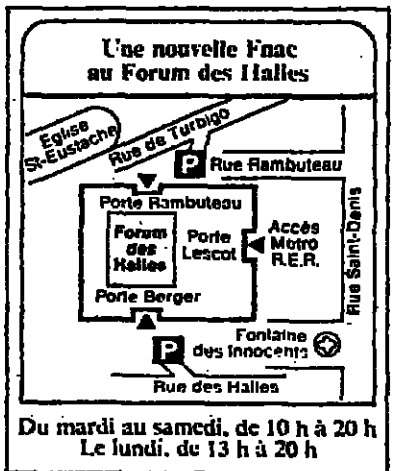 Une nouvelle Fnac
au Forum des Halles
Eglise
St-Eustache
Rue de Turbigo
P
Rue Rambuteau
Porte Rambuteau
Forum
des
Halles
Porte
Lescot
Accès
Métro
R.E.R.
Rue Saint-Denis
Porte Berger
P
Fontaine
des Innocents
Rue des Halles
Du mardi au samedi, de 10 h à 20 h
Le lundi, de 13 h à 20 h